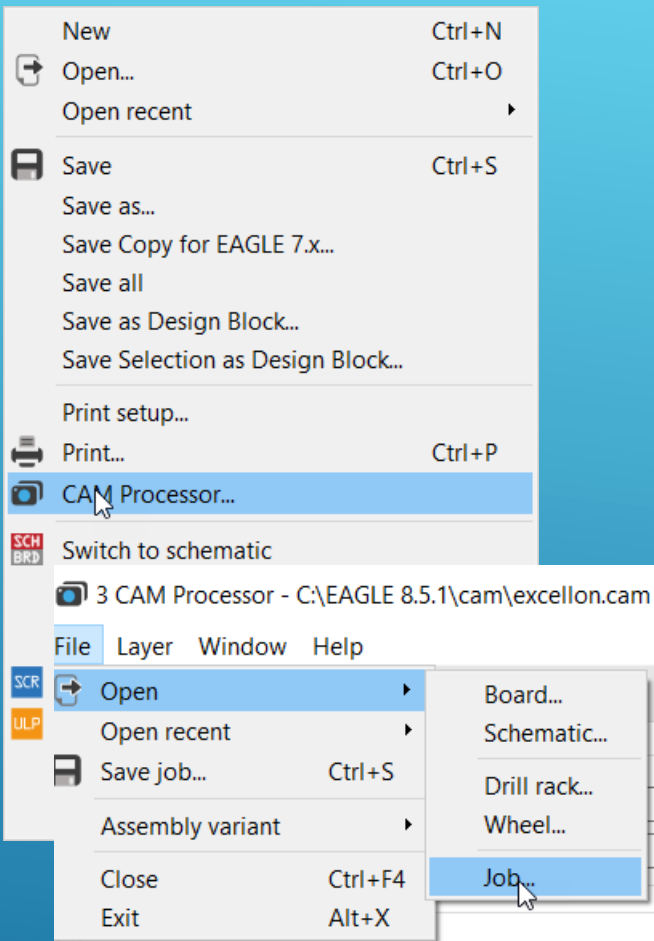 New Ctrl+N
Open... Ctrl+O
Open recent
Save Ctrl+S
Save as...
Save Copy for EAGLE 7.x...
Save all
Save as Design Block...
Save Selection as Design Block...
Print setup...
Print... Ctrl+P
CAM Processor...
SCH
BRD
Switch to schematic
3 CAM Processor - C:\EAGLE 8.5.1\cam\excellon.cam
File Layer Window Help
SCR
ULP
Open
Open recent
Save job... Ctrl+S
Assembly variant
Close Ctrl+F4
Exit Alt+X
Board...
Schematic...
Drill rack...
Wheel...
Job...